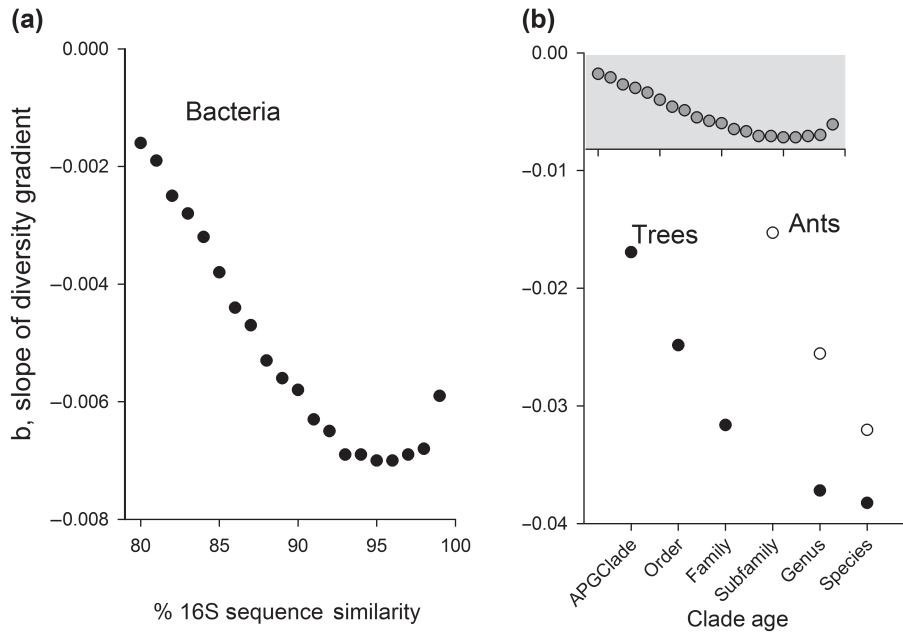 (a)
0.000
−0.002
−0.004
−0.006
−0.008
b, slope of diversity gradient
Bacteria
80
85
90
95
100
% 16S sequence similarity
(b)
0.00
−0.01
−0.02
−0.03
−0.04
Trees
Ants
APGClade
Order
Family
Subfamily
Genus
Species
Clade age